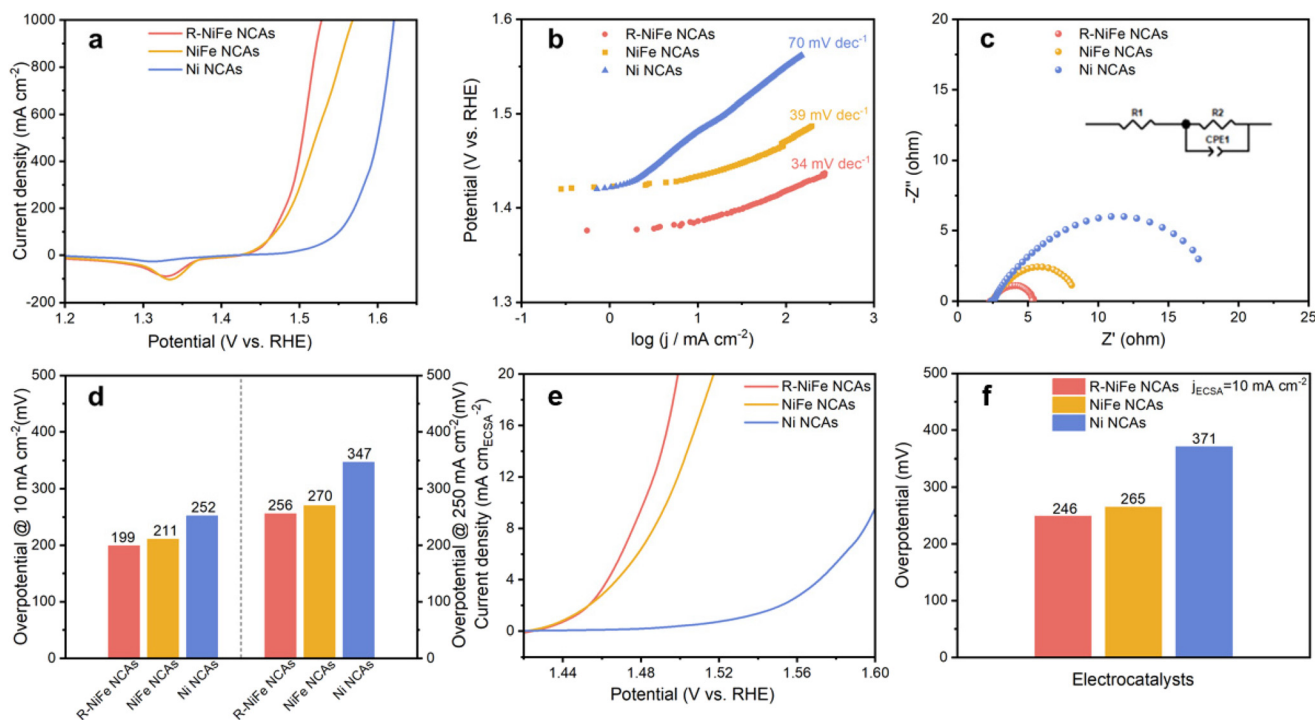 a
R-NiFe NCAs
NiFe NCAs
Ni NCAs
1000
800
600
400
200
0
-200
1.2
1.3
1.4
1.5
1.6
Current density (mA cm-2)
Potential (V vs. RHE)
b
R-NiFe NCAs
NiFe NCAs
Ni NCAs
70 mV dec-1
39 mV dec-1
34 mV dec-1
1.6
1.5
1.4
1.3
-1
0
1
2
3
Potential (V vs. RHE)
log (j / mA cm-2)
c
R-NiFe NCAs
NiFe NCAs
Ni NCAs
R1
R2
CPE1
-20
-15
-10
-5
0
0
5
10
15
20
25
-Z'' (ohm)
Z' (ohm)
d
500
400
300
200
100
0
199
211
252
256
270
347
500
400
300
200
100
0
R-NiFe NCAs
NiFe NCAs
Ni NCAs
R-NiFe NCAs
NiFe NCAs
Ni NCAs
Overpotential @ 10 mA cm-2(mV)
Overpotential @ 250 mA cm-2(mV)
e
R-NiFe NCAs
NiFe NCAs
Ni NCAs
20
16
12
8
4
0
1.44
1.48
1.52
1.56
1.60
Current density (mA cmECSA-2)
Potential (V vs. RHE)
f
R-NiFe NCAs
NiFe NCAs
Ni NCAs
jECSA=10 mA cm-2
500
400
300
200
100
0
246
265
371
Overpotential (mV)
Electrocatalysts